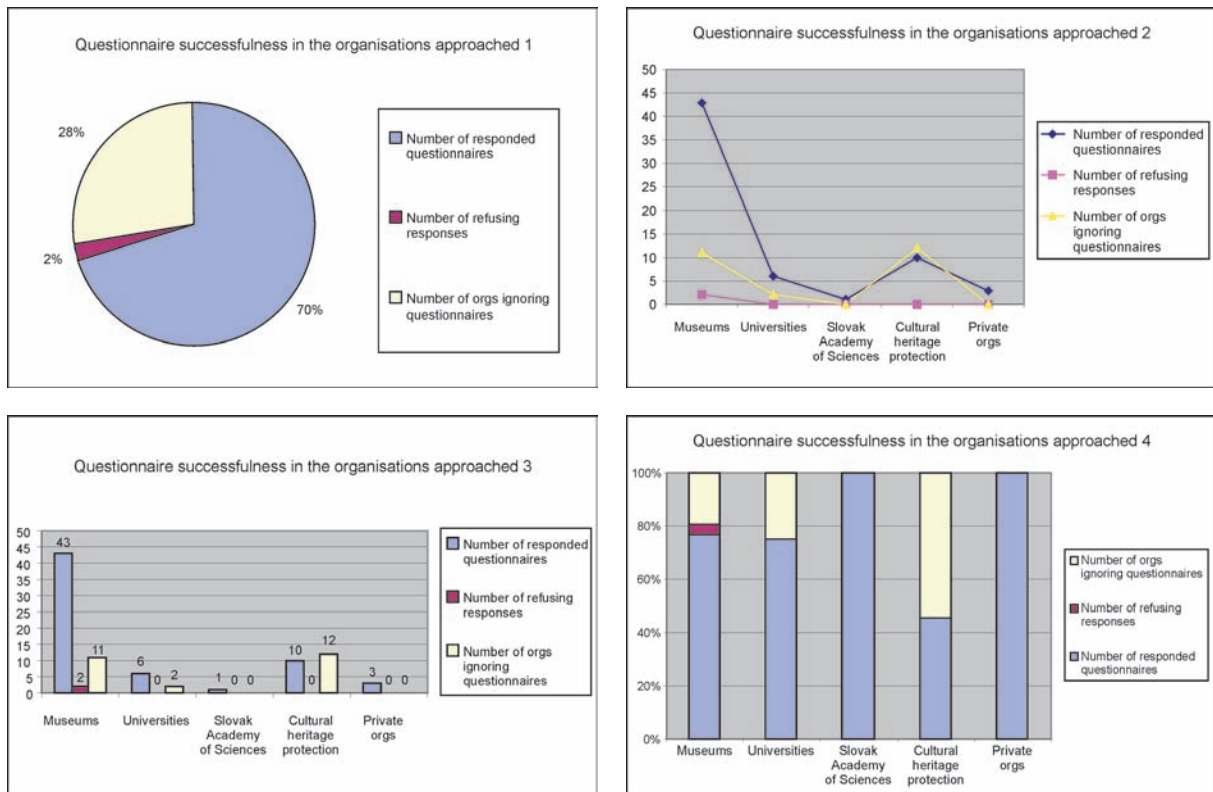 Questionnaire successfulness in the organisations approached 1
28%
2%
70%
Number of responded
questionnaires
Number of refusing
responses
Number of orgs ignoring
questionnaires
Questionnaire successfulness in the organisations approached 2
50
45
40
35
30
25
20
15
10
5
0
Museums
Universities
Slovak
Academy
of Sciences
Cultural
heritage
protection
Private
orgs
Number of responded
questionnaires
Number of refusing
responses
Number of orgs
ignoring
questionnaires
Questionnaire successfulness in the organisations approached 3
50
45
40
35
30
25
20
15
10
5
0
43
2
11
6
0
2
1
0
0
10
0
12
3
0
0
Museums
Universities
Slovak
Academy
of Sciences
Cultural
heritage
protection
Private
orgs
Number of responded
questionnaires
Number of refusing
responses
Number of orgs
ignoring
questionnaires
Questionnaire successfulness in the organisations approached 4
100%
80%
60%
40%
20%
0%
Museums
Universities
Slovak
Academy
of Sciences
Cultural
heritage
protection
Private
orgs
Number of orgs
ignoring questionnaires
Number of refusing
responses
Number of responded
questionnaires